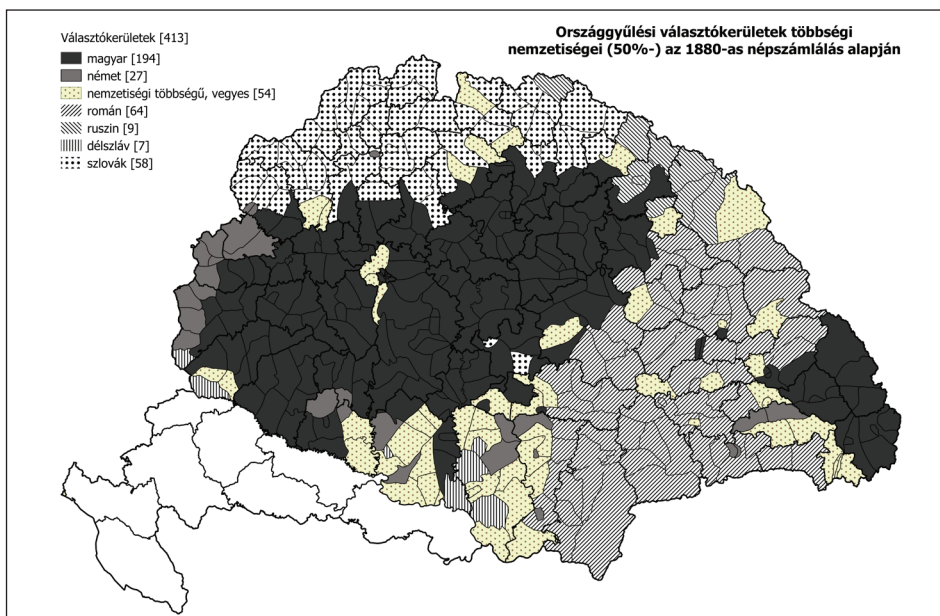 Országgyűlési választókerületek többségi
nemzetiségei (50%-) az 1880-as népszámlálás alapján
Választókerületek [413]
magyar [194]
német [27]
nemzetiségi többségű, vegyes [54]
román [64]
ruszin [9]
délszláv [7]
szlovák [58]